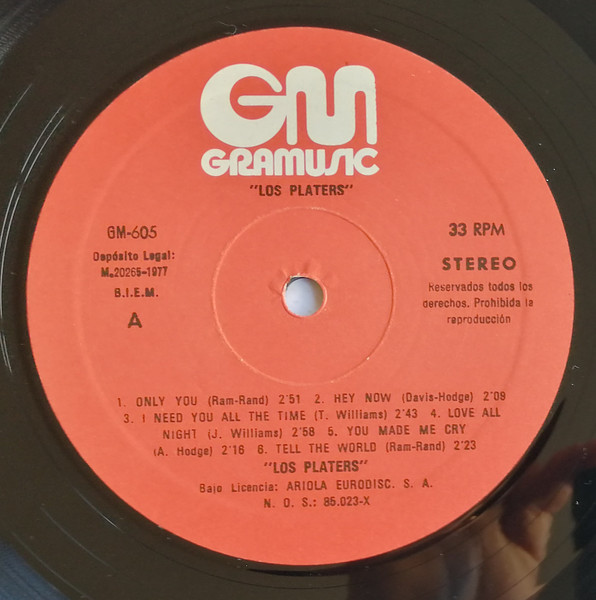 GM
GRAMUSIC
"LOS PLATERS"
GM-605
Depósito Legal:
M.20265-1977
B.I.E.M.
A
33 RPM
STEREO
Reservados todos los
derechos. Prohibida la
reproducción
1. ONLY YOU (Ram-Rand) 2'51 2. HEY NOW (Davis-Hodge) 2'09
3. I NEED YOU ALL THE TIME (T. Williams) 2'43 4. LOVE ALL
NIGHT (J. Williams) 2'58 5. YOU MADE ME CRY
(A. Hodge) 2'16 6. TELL THE WORLD (Ram-Rand) 2'23
"LOS PLATERS"
Bajo Licencia: ARIOLA EURODISC. S. A.
N. O. S.: 85.023-X